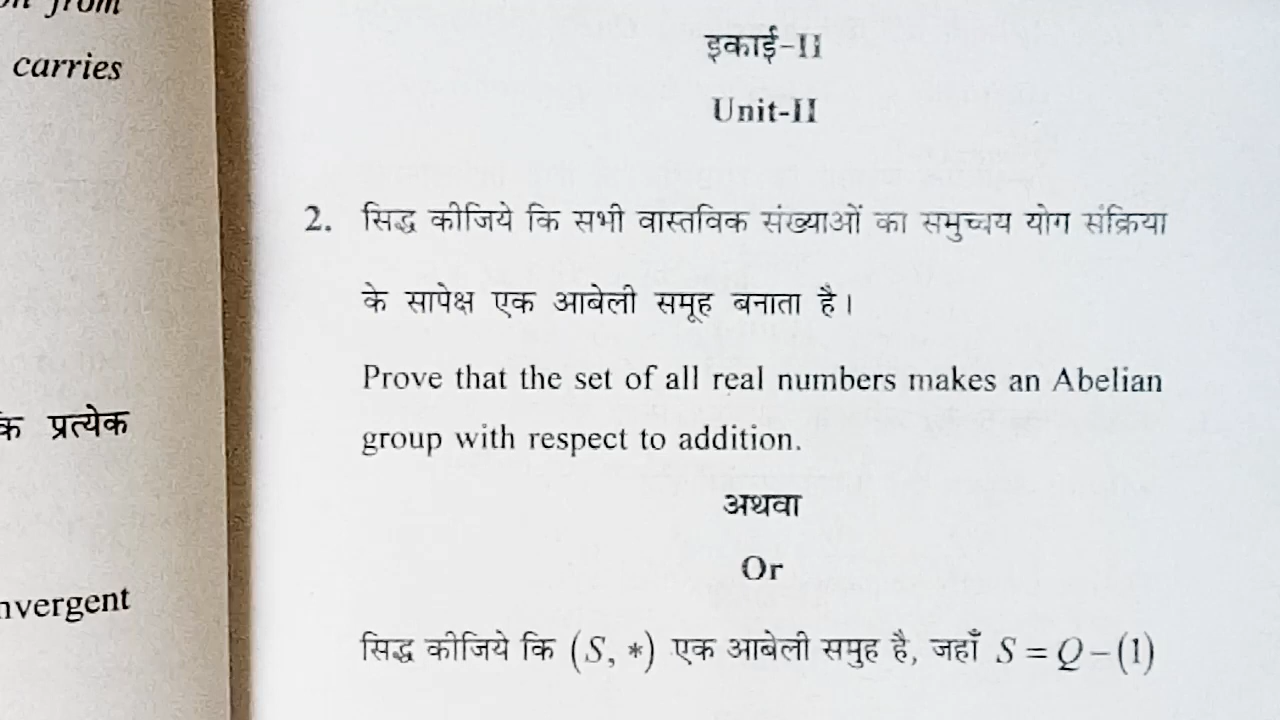 from
carries
क प्रत्येक
nvergent
इकाई-II
Unit-II
2. सिद्ध कीजिये कि सभी वास्तविक संख्याओं का समुच्चय योग संक्रिया
के सापेक्ष एक आबेली समूह बनाता है।
Prove that the set of all real numbers makes an Abelian
group with respect to addition.
अथवा
Or
सिद्ध कीजिये कि (S, *) एक आबेली समुह है, जहाँ S = Q – (1)